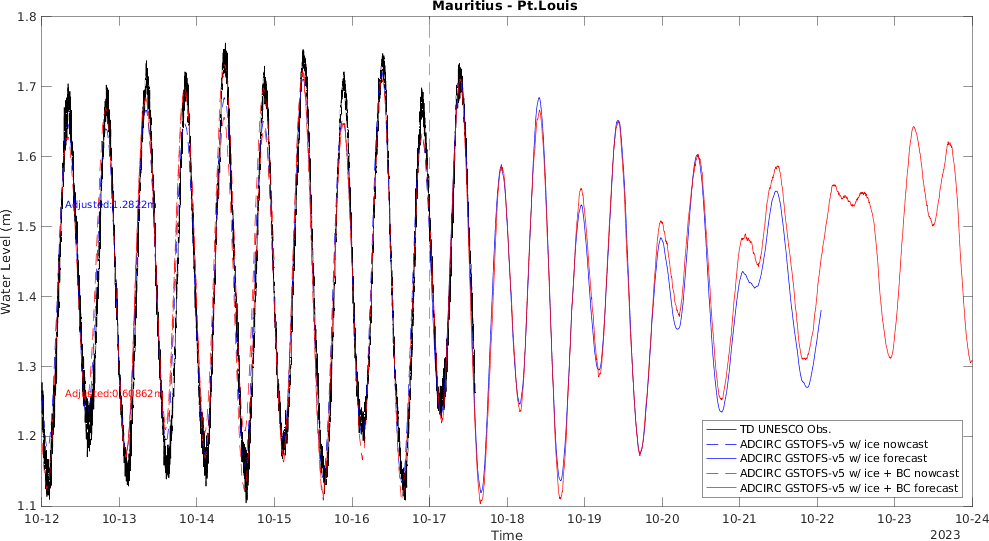 Mauritius - Pt.Louis
1.8
1.7
1.6
1.5
1.4
1.3
1.2
1.1
Water Level (m)
Adjusted:1.2822m
Adjusted:0.60862m
TD UNESCO Obs.
ADCIRC GSTOFS-v5 w/ ice nowcast
ADCIRC GSTOFS-v5 w/ ice forecast
ADCIRC GSTOFS-v5 w/ ice + BC nowcast
ADCIRC GSTOFS-v5 w/ ice + BC forecast
10-12 10-13 10-14 10-15 10-16 10-17 10-18 10-19 10-20 10-21 10-22 10-23 10-24
Time
2023